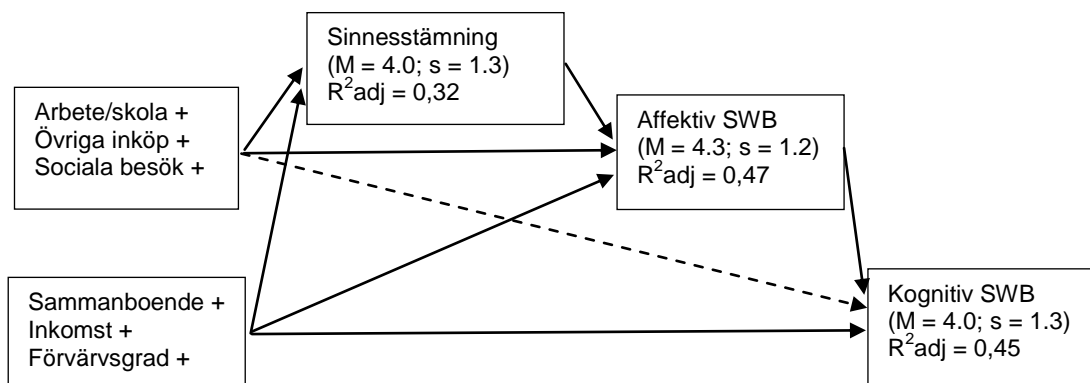 Sinnesstämning
(M = 4.0; s = 1.3)
R²adj = 0,32
Arbete/skola +
Övriga inköp +
Sociala besök +
Affektiv SWB
(M = 4.3; s = 1.2)
R²adj = 0,47
Sammanboende +
Inkomst +
Förvärvsgrad +
Kognitiv SWB
(M = 4.0; s = 1.3)
R²adj = 0,45